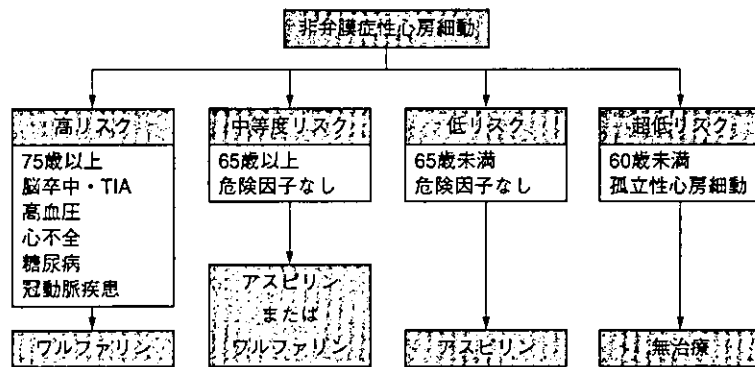 非弁膜症性心房細動
高リスク
75歳以上
脳卒中・TIA
高血圧
心不全
糖尿病
冠動脈疾患
ワルファリン
中等度リスク
65歳以上
危険因子なし
アスピリン
または
ワルファリン
低リスク
65歳未満
危険因子なし
アスピリン
超低リスク
60歳未満
孤立性心房細動
無治療